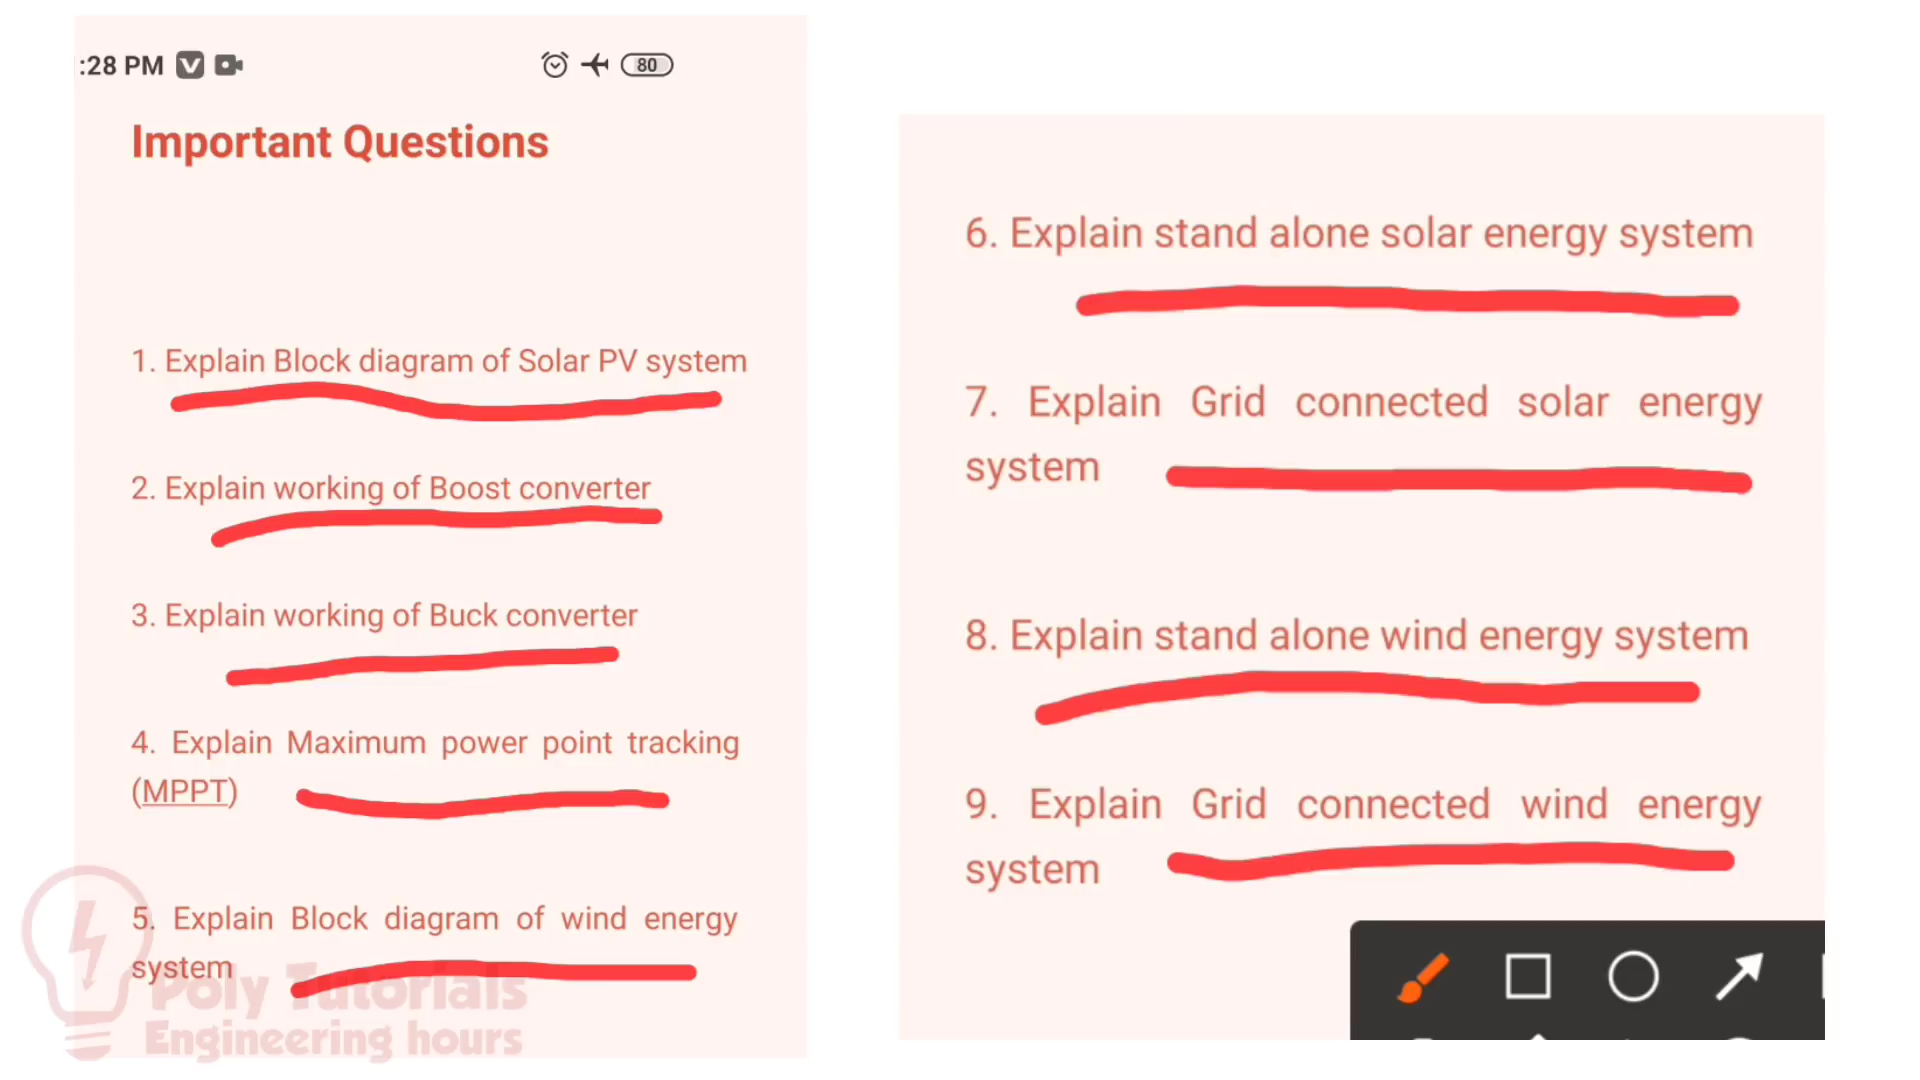 :28 PM
80
Important Questions
1. Explain Block diagram of Solar PV system
2. Explain working of Boost converter
3. Explain working of Buck converter
4. Explain Maximum power point tracking
(MPPT)
5. Explain Block diagram of wind energy
system
Poly Tutorials
Engineering hours
6. Explain stand alone solar energy system
7. Explain Grid connected solar energy
system
8. Explain stand alone wind energy system
9. Explain Grid connected wind energy
system